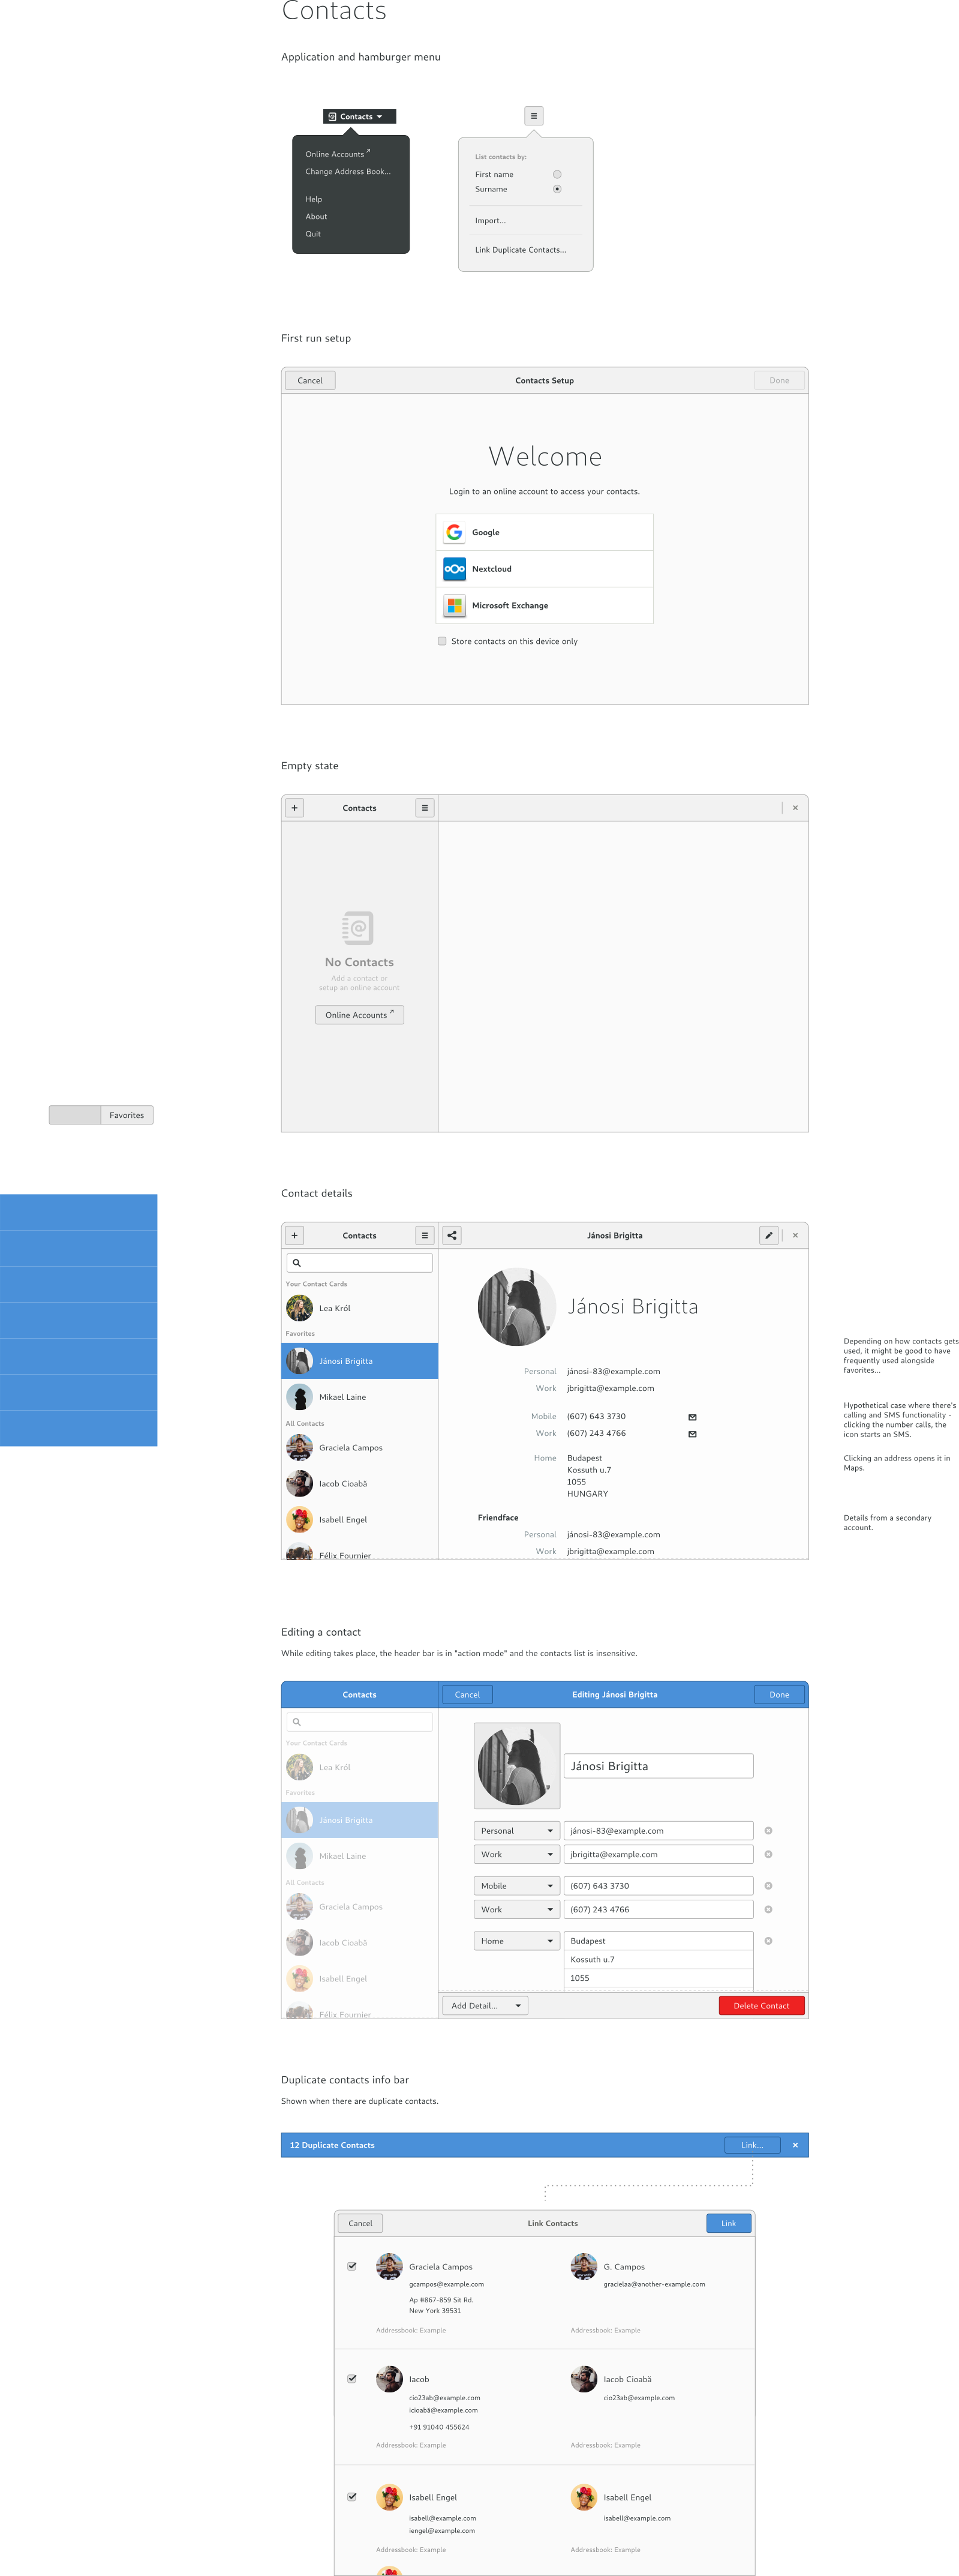 Contacts
Application and hamburger menu
Contacts
Online Accounts
Change Address Book...
Help
About
Quit
List contacts by:
First name
Surname
Import...
Link Duplicate Contacts...
First run setup
Cancel
Contacts Setup
Done
Welcome
Login to an online account to access your contacts.
Google
Nextcloud
Microsoft Exchange
Store contacts on this device only
Empty state
Contacts
No Contacts
Add a contact or
setup an online account
Online Accounts
Favorites
Contact details
Contacts
Jánosi Brigitta
Your Contact Cards
Lea Król
Favorites
Jánosi Brigitta
Mikael Laine
All Contacts
Graciela Campos
Iacob Cioabă
Isabell Engel
Félix Fournier
Jánosi Brigitta
Personal jánosi-83@example.com
Work jbrigitta@example.com
Mobile (607) 643 3730
Work (607) 243 4766
Home Budapest
Kossuth u.7
1055
HUNGARY
Friendface
Personal jánosi-83@example.com
Work jbrigitta@example.com
Depending on how contacts gets
used, it might be good to have
frequently used alongside
favorites...
Hypothetical case where there's
calling and SMS functionality -
clicking the number calls, the
icon starts an SMS.
Clicking an address opens it in
Maps.
Details from a secondary
account.
Editing a contact
While editing takes place, the header bar is in "action mode" and the contacts list is insensitive.
Contacts
Cancel
Editing Jánosi Brigitta
Done
Your Contact Cards
Lea Król
Favorites
Jánosi Brigitta
Mikael Laine
All Contacts
Graciela Campos
Iacob Cioabă
Isabell Engel
Félix Fournier
Jánosi Brigitta
Personal jánosi-83@example.com
Work jbrigitta@example.com
Mobile (607) 643 3730
Work (607) 243 4766
Home Budapest
Kossuth u.7
1055
Add Detail...
Delete Contact
Duplicate contacts info bar
Shown when there are duplicate contacts.
12 Duplicate Contacts
Link...
Cancel
Link Contacts
Link
Graciela Campos
gcampos@example.com
Ap #867-859 Sit Rd.
New York 39531
Addressbook: Example
G. Campos
gracielaa@another-example.com
Addressbook: Example
Iacob
cio23ab@example.com
icioabă@example.com
+91 91040 455624
Addressbook: Example
Iacob Cioabă
cio23ab@example.com
Addressbook: Example
Isabell Engel
isabell@example.com
iengel@example.com
Addressbook: Example
Isabell Engel
isabell@example.com
Addressbook: Example